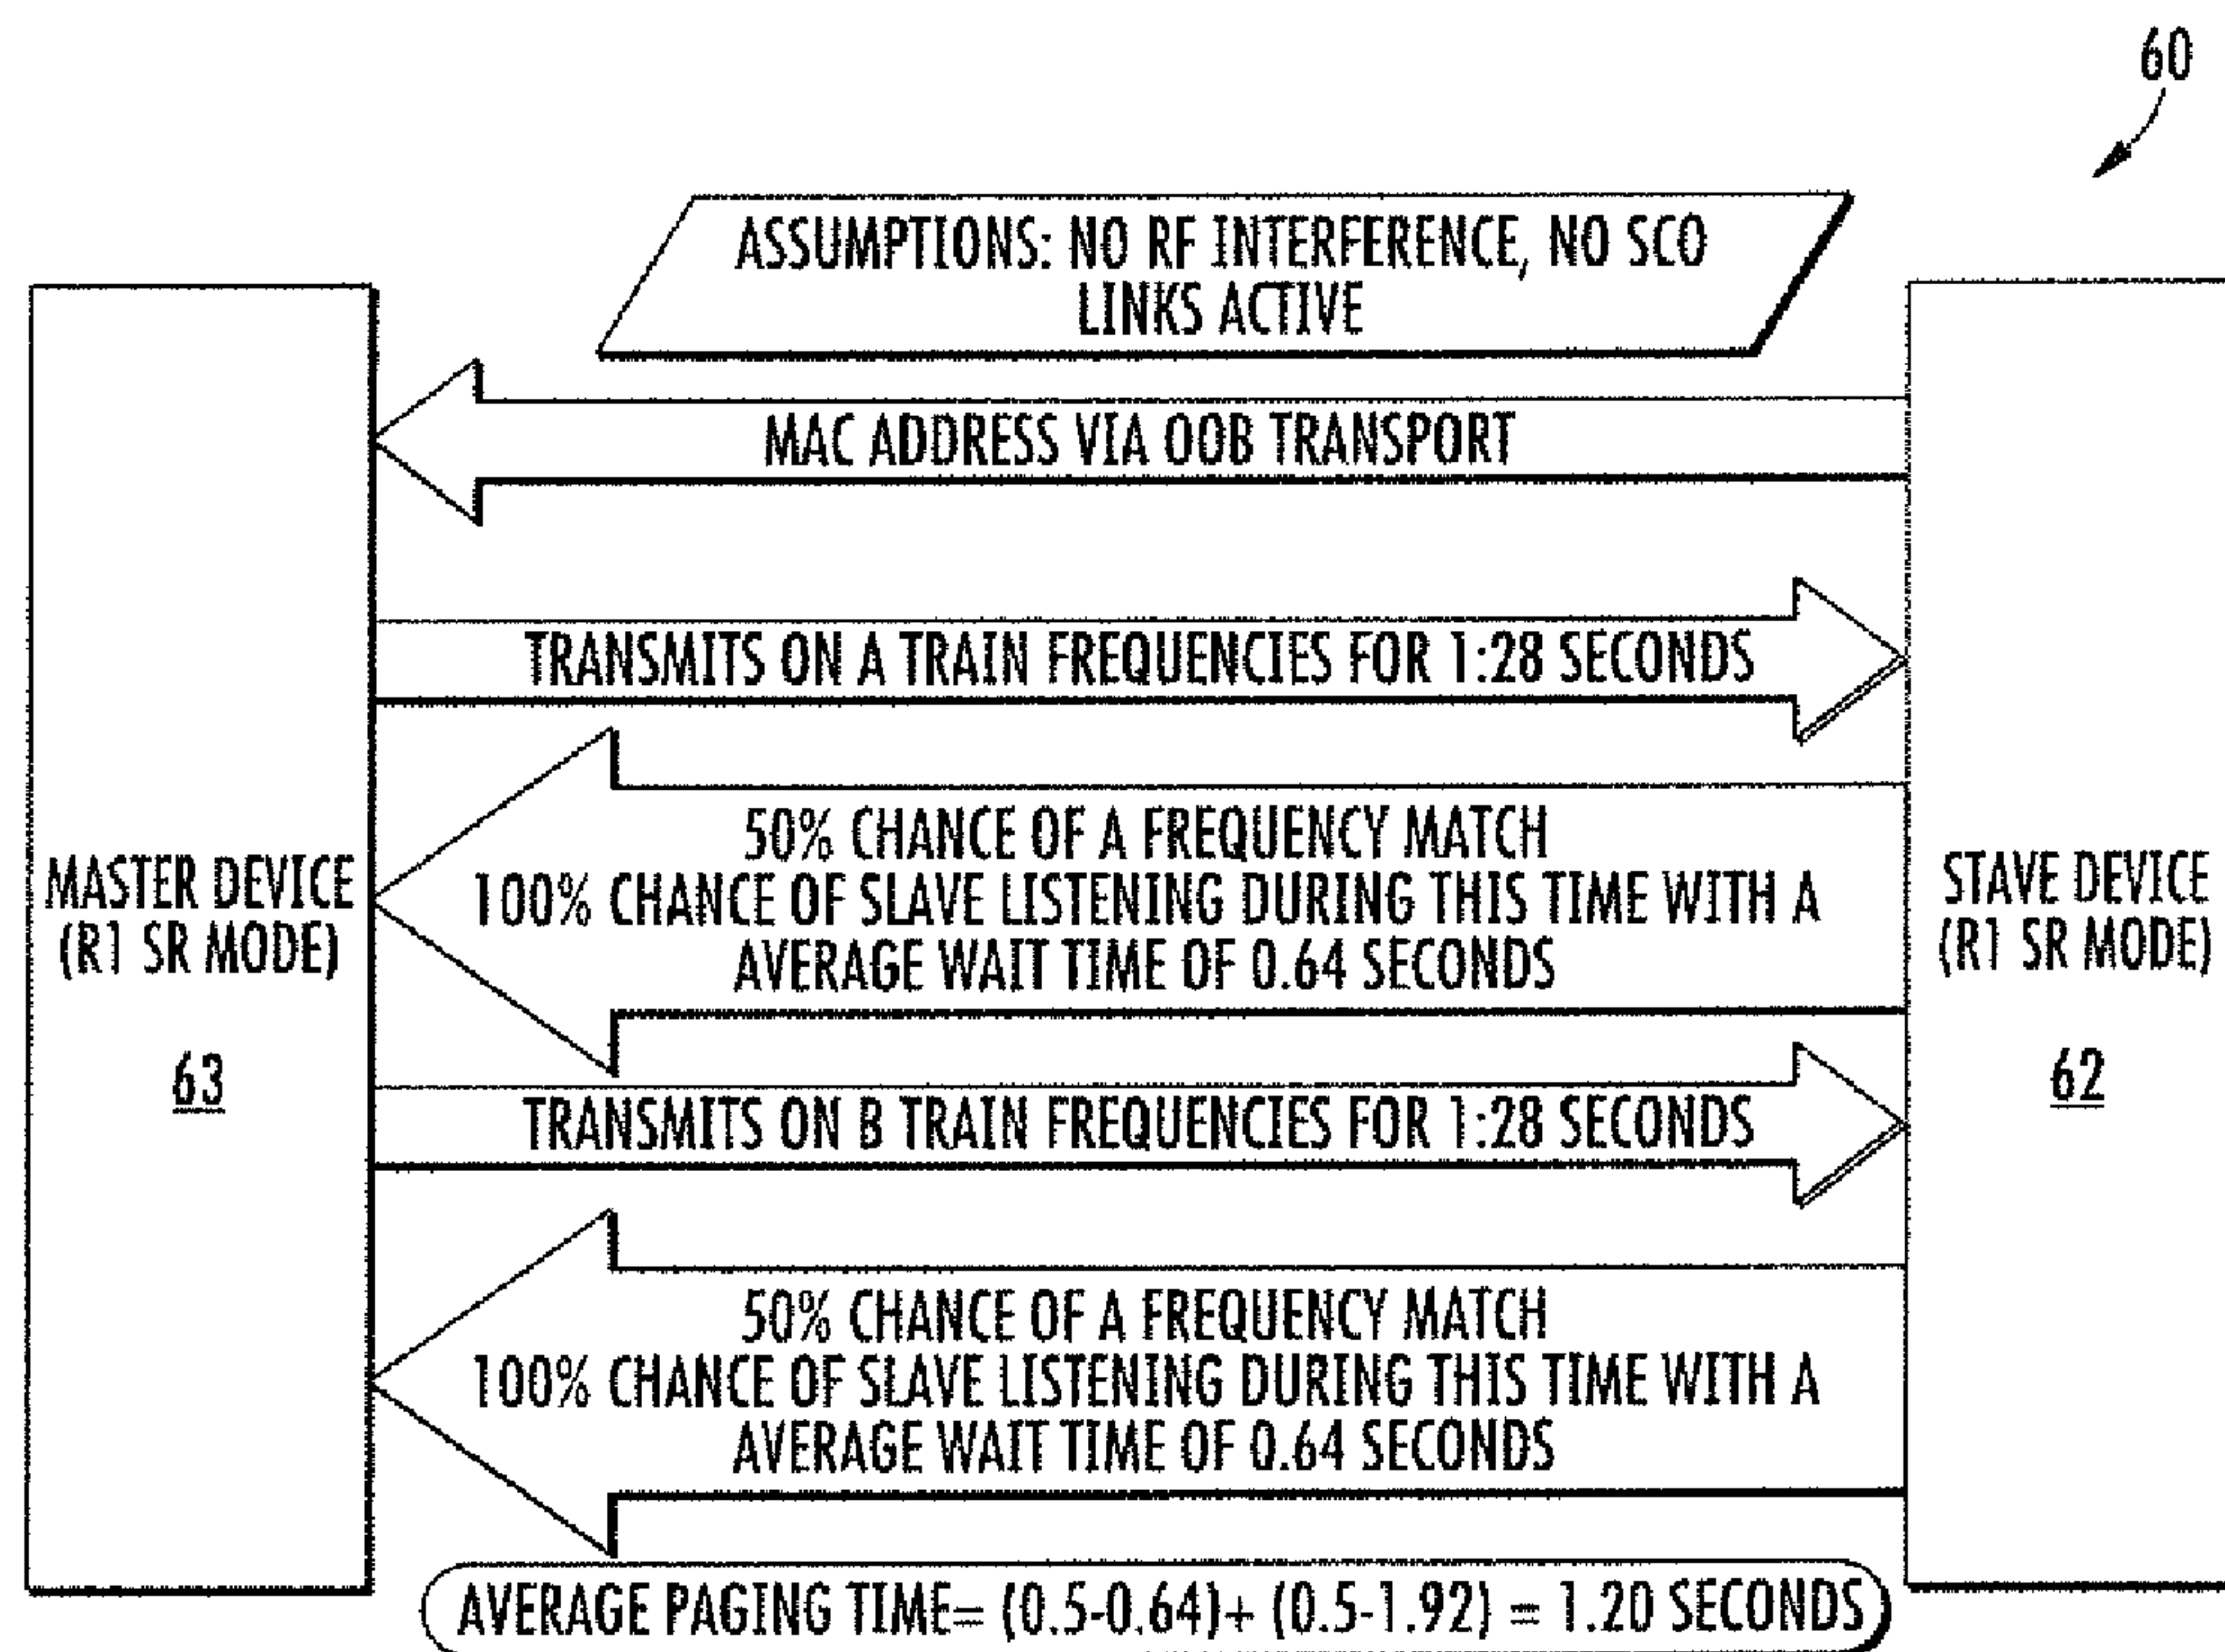 60
ASSUMPTIONS: NO RF INTERFERENCE, NO SCO
LINKS ACTIVE
MAC ADDRESS VIA OOB TRANSPORT
TRANSMITS ON A TRAIN FREQUENCIES FOR 1:28 SECONDS
50% CHANCE OF A FREQUENCY MATCH
100% CHANCE OF SLAVE LISTENING DURING THIS TIME WITH A
AVERAGE WAIT TIME OF 0.64 SECONDS
MASTER DEVICE
(R1 SR MODE)
63
STAVE DEVICE
(R1 SR MODE)
62
TRANSMITS ON B TRAIN FREQUENCIES FOR 1:28 SECONDS
50% CHANCE OF A FREQUENCY MATCH
100% CHANCE OF SLAVE LISTENING DURING THIS TIME WITH A
AVERAGE WAIT TIME OF 0.64 SECONDS
AVERAGE PAGING TIME= (0.5-0.64)+ (0.5-1.92) = 1.20 SECONDS